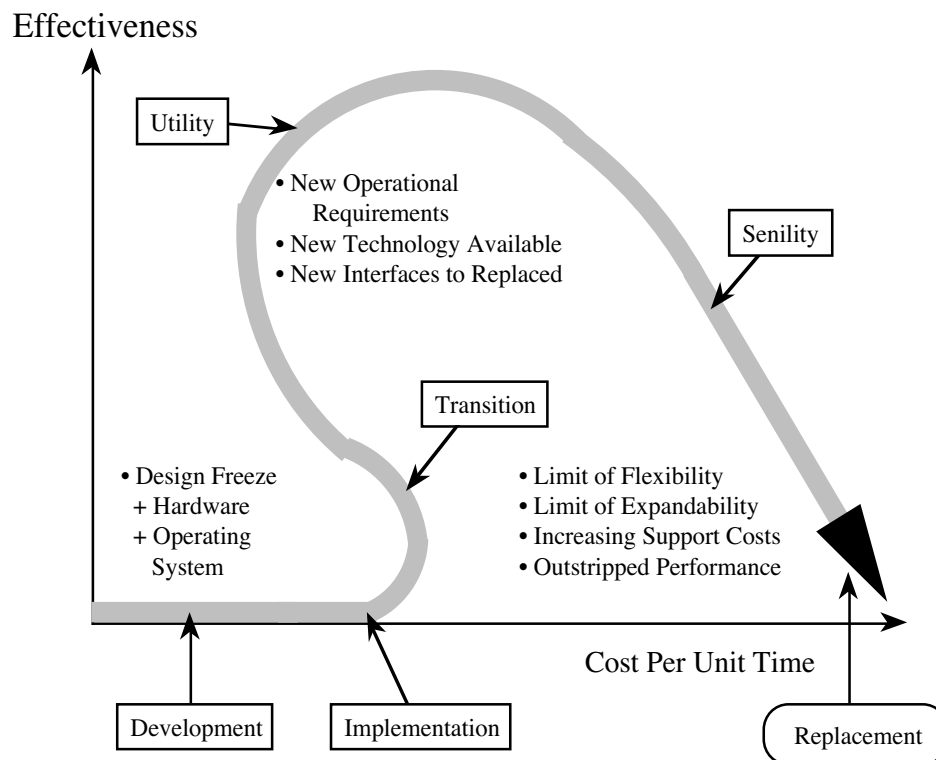 Effectiveness
Utility
• New Operational
Requirements
• New Technology Available
• New Interfaces to Replaced
Senility
Transition
• Design Freeze
+ Hardware
+ Operating
System
• Limit of Flexibility
• Limit of Expandability
• Increasing Support Costs
• Outstripped Performance
Cost Per Unit Time
Development
Implementation
Replacement